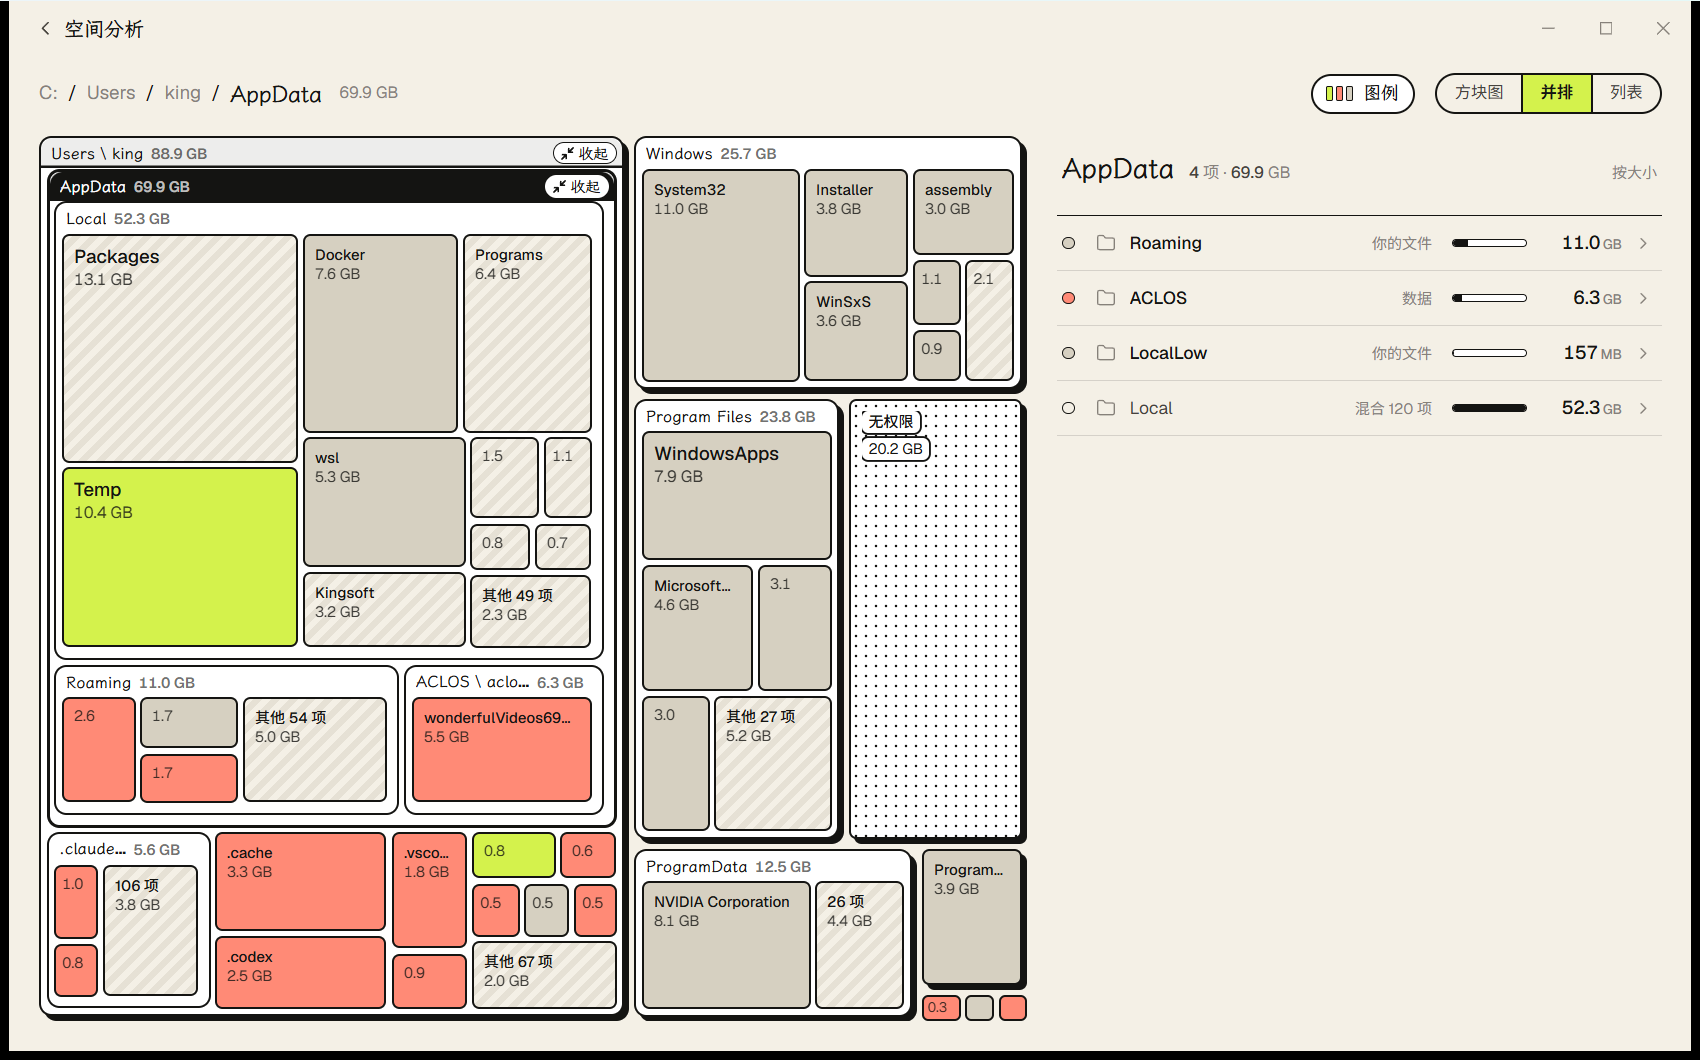 空间分析
C: / Users / king / AppData 69.9 GB
图例
方块图 并排 列表
Users \ king 88.9 GB
收起
AppData 69.9 GB
收起
Local 52.3 GB
Packages
13.1 GB
Docker
7.6 GB
Programs
6.4 GB
Temp
10.4 GB
wsl
5.3 GB
1.5
1.1
0.8
0.7
Kingsoft
3.2 GB
其他 49 项
2.3 GB
Roaming 11.0 GB
2.6
1.7
1.7
其他 54 项
5.0 GB
ACLOS \ aclo... 6.3 GB
wonderfulVideos69...
5.5 GB
.claude... 5.6 GB
1.0
0.8
106 项
3.8 GB
.cache
3.3 GB
.codex
2.5 GB
.vsco...
1.8 GB
0.9
0.8
0.6
0.5
0.5
0.5
其他 67 项
2.0 GB
Windows 25.7 GB
System32
11.0 GB
Installer
3.8 GB
WinSxS
3.6 GB
assembly
3.0 GB
1.1
2.1
0.9
Program Files 23.8 GB
WindowsApps
7.9 GB
Microsoft...
4.6 GB
3.1
3.0
其他 27 项
5.2 GB
无权限
20.2 GB
ProgramData 12.5 GB
NVIDIA Corporation
8.1 GB
26 项
4.4 GB
Program...
3.9 GB
0.3
AppData 4 项 · 69.9 GB 按大小
Roaming 你的文件 11.0 GB
ACLOS 数据 6.3 GB
LocalLow 你的文件 157 MB
Local 混合 120 项 52.3 GB